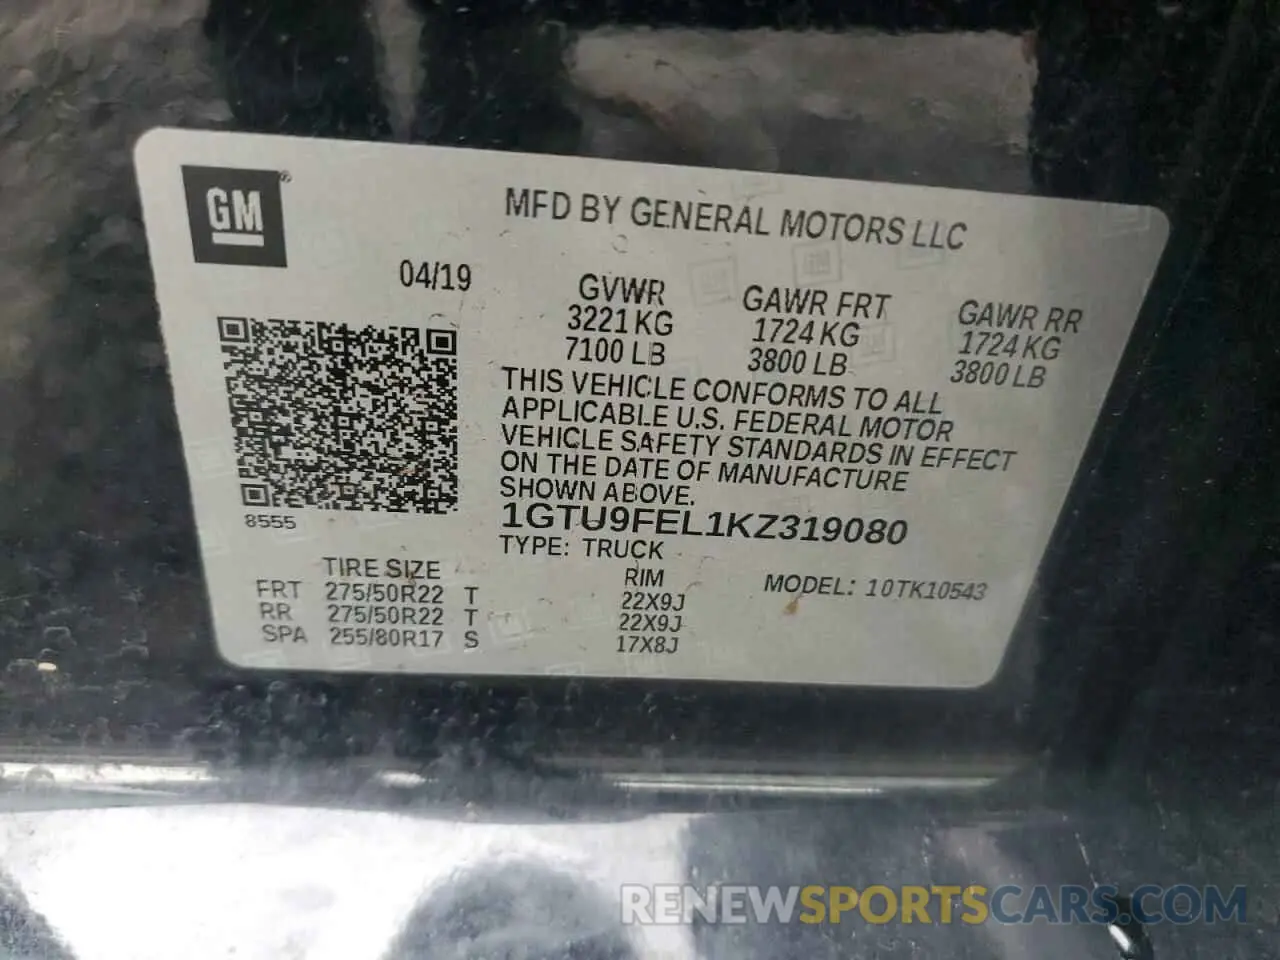 GM®
MFD BY GENERAL MOTORS LLC
04/19
GVWR
3221 KG
7100 LB
GAWR FRT
1724 KG
3800 LB
GAWR RR
1724 KG
3800 LB
THIS VEHICLE CONFORMS TO ALL
APPLICABLE U.S. FEDERAL MOTOR
VEHICLE SAFETY STANDARDS IN EFFECT
ON THE DATE OF MANUFACTURE
SHOWN ABOVE.
1GTU9FEL1KZ319080
TYPE: TRUCK
8555
MODEL: 10TK10543
TIRE SIZE RIM
FRT 275/50R22 T 22X9J
RR 275/50R22 T 22X9J
SPA 255/80R17 S 17X8J
RENEWSPORTSCARS.COM